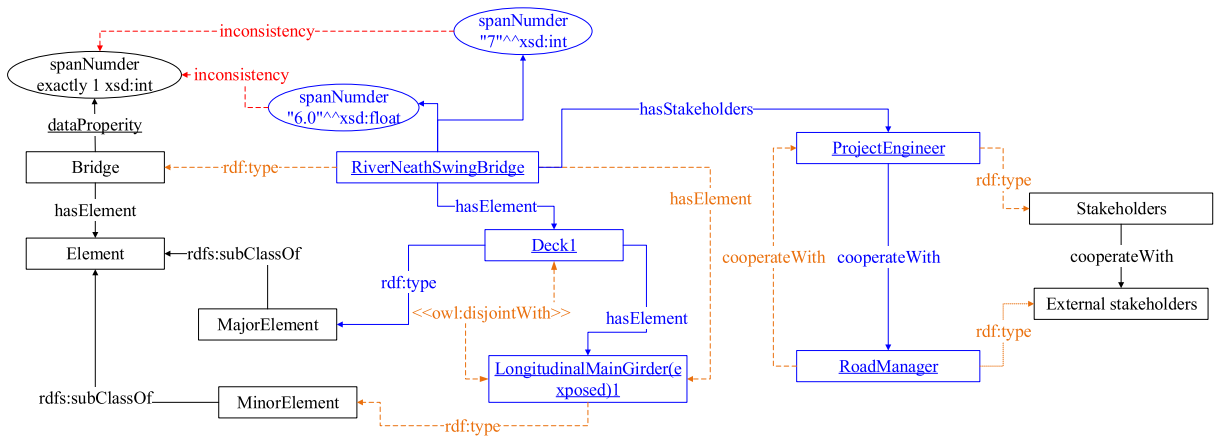 spanNumder
"7"^^xsd:int
inconsistency
spanNumder
exactly 1 xsd:int
inconsistency
spanNumder
"6.0"^^xsd:float
hasStakeholders
dataProperity
Bridge
rdf:type
RiverNeathSwingBridge
ProjectEngineer
rdf:type
hasElement
hasElement
hasElement
Stakeholders
Element
rdfs:subClassOf
Deck1
cooperateWith
cooperateWith
cooperateWith
rdf:type
External stakeholders
MajorElement
<<owl:disjointWith>>
hasElement
rdf:type
LongitudinalMainGirder(e
xposed)1
RoadManager
rdfs:subClassOf
MinorElement
rdf:type